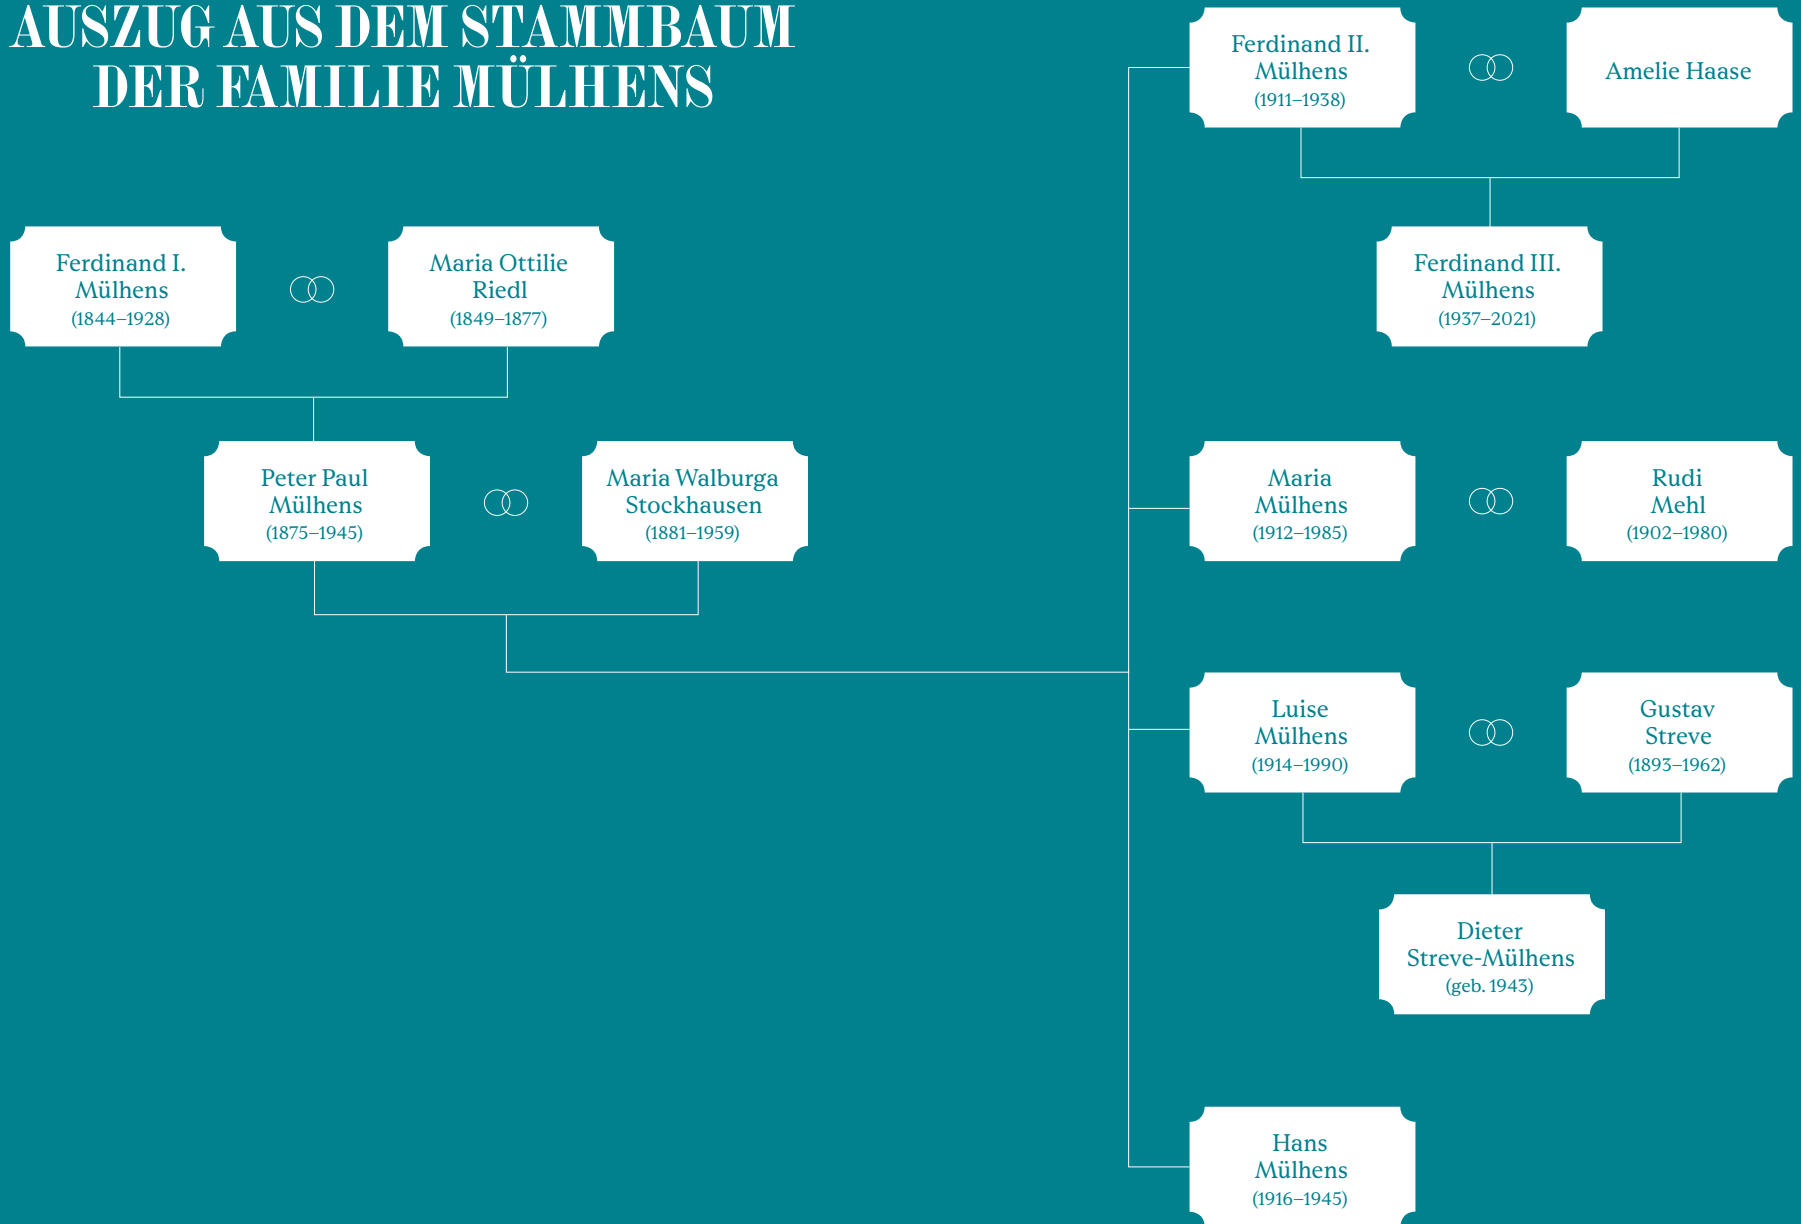 AUSZUG AUS DEM STAMMBAUM
DER FAMILIE MÜLHENS
Ferdinand I.
Mülhens
(1844–1928)
Maria Ottilie
Riedl
(1849–1877)
Peter Paul
Mülhens
(1875–1945)
Maria Walburga
Stockhausen
(1881–1959)
Ferdinand II.
Mülhens
(1911–1938)
Amelie Haase
Ferdinand III.
Mülhens
(1937–2021)
Maria
Mülhens
(1912–1985)
Rudi
Mehl
(1902–1980)
Luise
Mülhens
(1914–1990)
Gustav
Streve
(1893–1962)
Dieter
Streve-Mülhens
(geb. 1943)
Hans
Mülhens
(1916–1945)